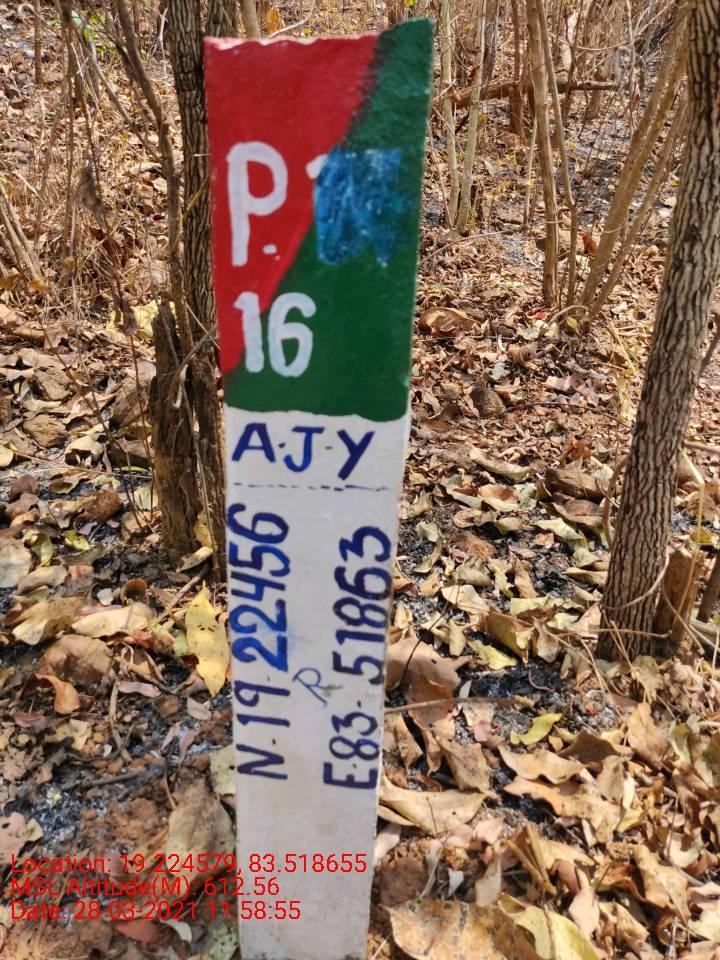 P.
16
A.J.Y
N.19.22456
E.83.51863
Location: 19.224579, 83.518655
MSL Altitude(M): 612.56
Date: 28-03-2021 11:58:55